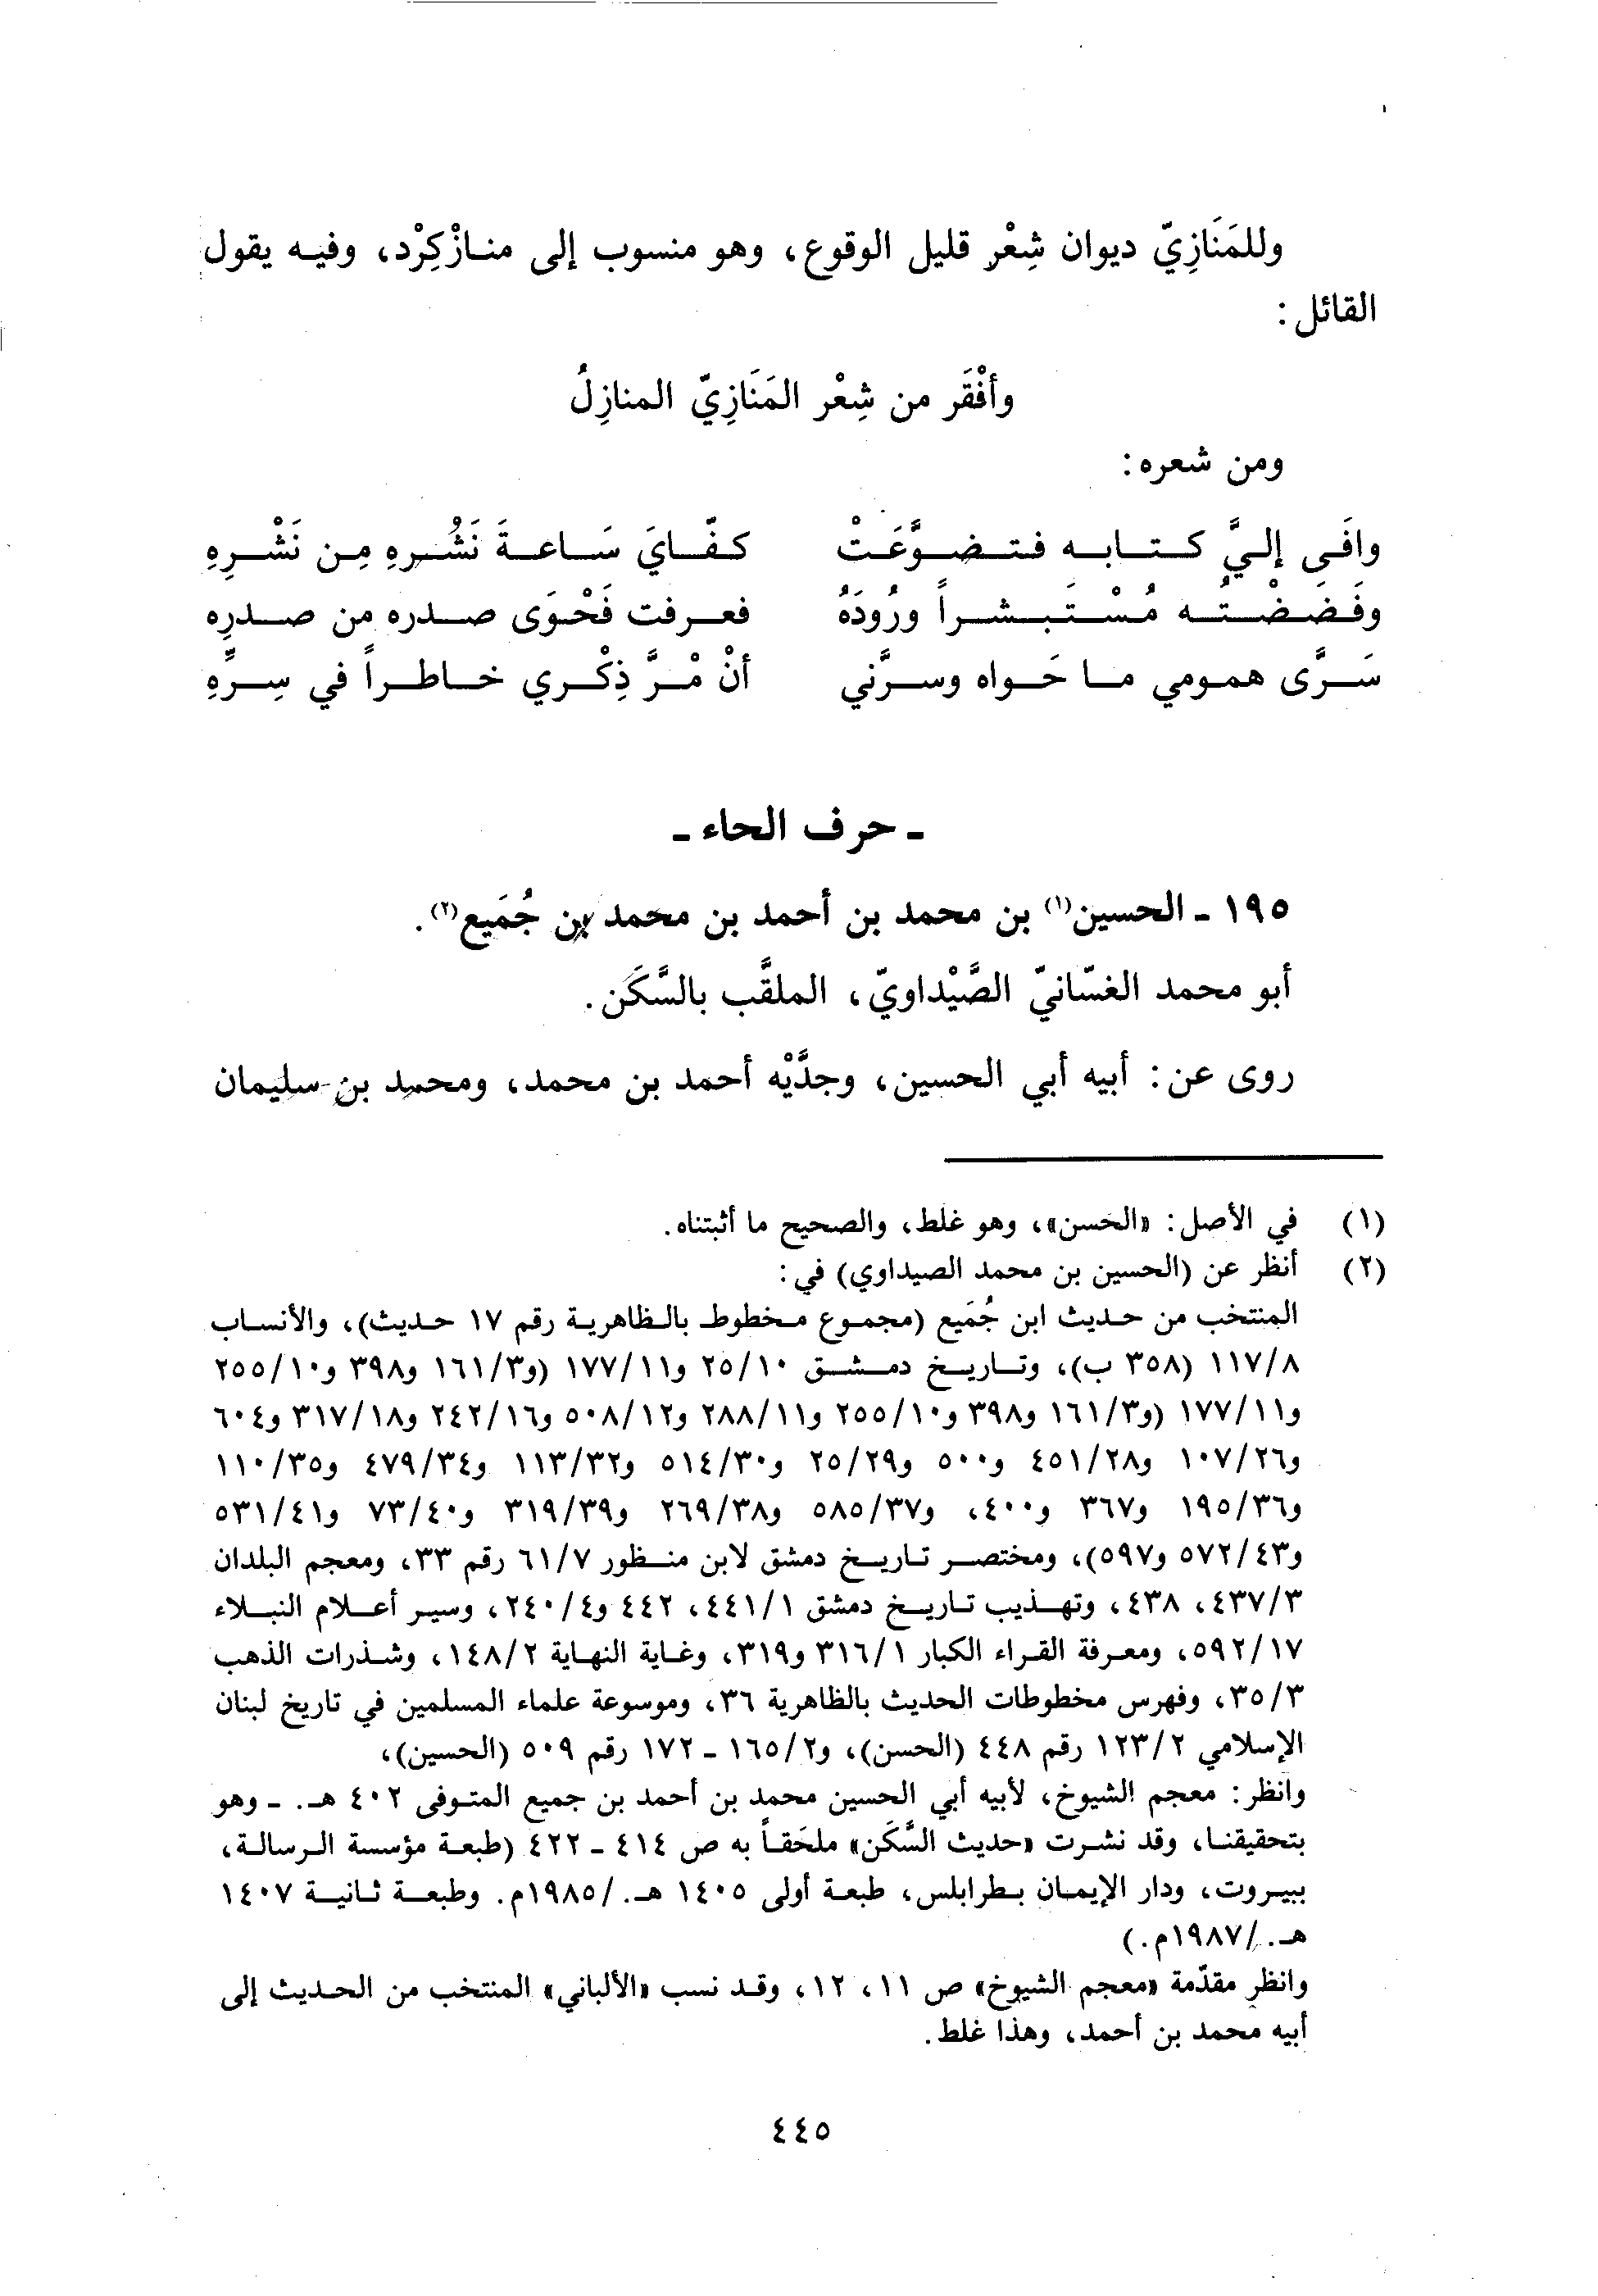 وللمَنَازِيّ ديوان شِعْرٍ قليل الوقوع، وهو منسوب إلى منازْكِرْد، وفيه يقول
القائل:
وأفْقَر من شِعْر المَنَازِيّ المنازِلُ
ومن شعره:
وافَى إليَّ كتابه فتضوَّعَتْ كفّايَ سَاعةَ نَشْرِهِ مِن نَشْرِهِ
وفَضَضْتُه مُسْتَبشراً ورُودَهُ فعرفت فَحْوَى صدره من صدرِه
سَرَّى همومي ما حَواه وسرَّني أنْ مْرَّ ذِكْري خاطراً في سِرِّهِ
- حرف الحاء -
١٩٥ - الحسين(١) بن محمد بن أحمد بن محمد بن جُمَيع(٢).
أبو محمد الغسّانيّ الصَّيْداويّ، الملقَّب بالسَّكَن.
روى عن: أبيه أبي الحسين، وجدَّيْه أحمد بن محمد، ومحمد بن سليمان
(١) في الأصل: «الحسن»، وهو غلط، والصحيح ما أثبتناه.
(٢) أنظر عن (الحسين بن محمد الصيداوي) في:
المنتخب من حديث ابن جُمَيع (مجموع مخطوط بالظاهرية رقم ١٧ حديث)، والأنساب
١١٧/٨ (٣٥٨ ب)، وتاريخ دمشق ٢٥/١٠ و١٧٧/١١ (و١٦١/٣ و٣٩٨ و٢٥٥/١٠
و١٧٧/١١ (و١٦١/٣ و٣٩٨ و٢٥٥/١٠ و٢٨٨/١١ و٥٠٨/١٢ و٢٤٢/١٦ و٣١٧/١٨ و٦٠٤
و١٠٧/٢٦ و٤٥١/٢٨ و٥٠٠ و٢٥/٢٩ و٥١٤/٣٠ و١١٣/٣٢ و٤٧٩/٣٤ و١١٠/٣٥
و١٩٥/٣٦ و٣٦٧ و٤٠٠، و٥٨٥/٣٧ و٢٦٩/٣٨ و٣١٩/٣٩ و٧٣/٤٠ و٥٣١/٤١
و٥٧٢/٤٣ و٥٩٧)، ومختصر تاريخ دمشق لابن منظور ٦١/٧ رقم ٣٣، ومعجم البلدان
٤٣٧/٣، ٤٣٨، وتهذيب تاريخ دمشق ٤٤١/١، ٤٤٢ و٢٤٠/٤، وسير أعلام النبلاء
٥٩٢/١٧، ومعرفة القراء الكبار ٣١٦/١ و٣١٩، وغاية النهاية ١٤٨/٢، وشذرات الذهب
٣٥/٣، وفهرس مخطوطات الحديث بالظاهرية ٣٦، وموسوعة علماء المسلمين في تاريخ لبنان
الإسلامي ١٢٣/٢ رقم ٤٤٨ (الحسن)، و١٦٥/٢ - ١٧٢ رقم ٥٠٩ (الحسين)،
وانظر: معجم الشيوخ، لأبيه أبي الحسين محمد بن أحمد بن جميع المتوفى ٤٠٢ هـ. - وهو
بتحقيقنا، وقد نشرت «حديث السَّكَن» ملحَقاً به ص ٤١٤ - ٤٢٢ (طبعة مؤسسة الرسالة،
ببيروت، ودار الإيمان بطرابلس، طبعة أولى ١٤٠٥ هـ./١٩٨٥م. وطبعة ثانية ١٤٠٧
هـ./١٩٨٧م.)
وانظر مقدّمة «معجم الشيوخ» ص ١١، ١٢، وقد نسب «الألباني» المنتخب من الحديث إلى
أبيه محمد بن أحمد، وهذا غلط.
٤٤٥